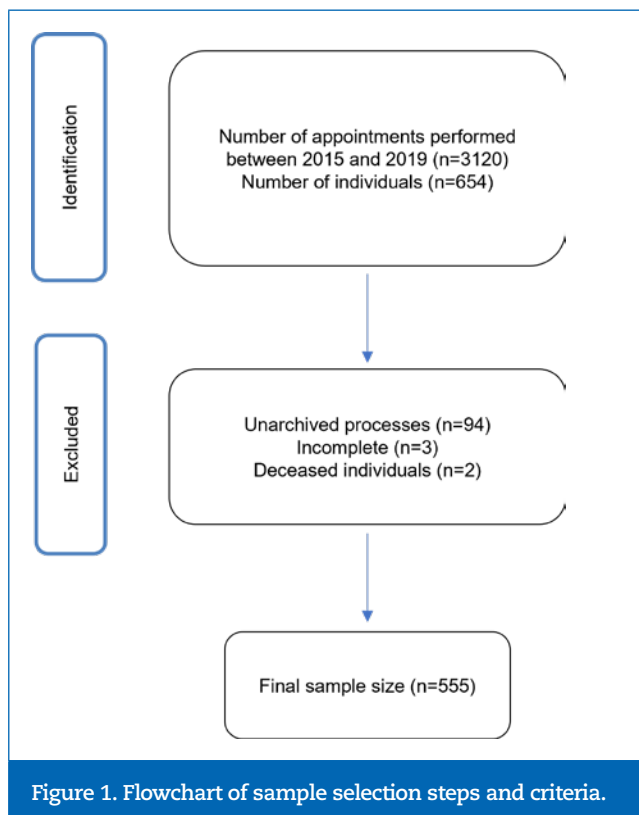 Identification
Number of appointments performed
between 2015 and 2019 (n=3120)
Number of individuals (n=654)
Excluded
Unarchived processes (n=94)
Incomplete (n=3)
Deceased individuals (n=2)
Final sample size (n=555)
Figure 1. Flowchart of sample selection steps and criteria.